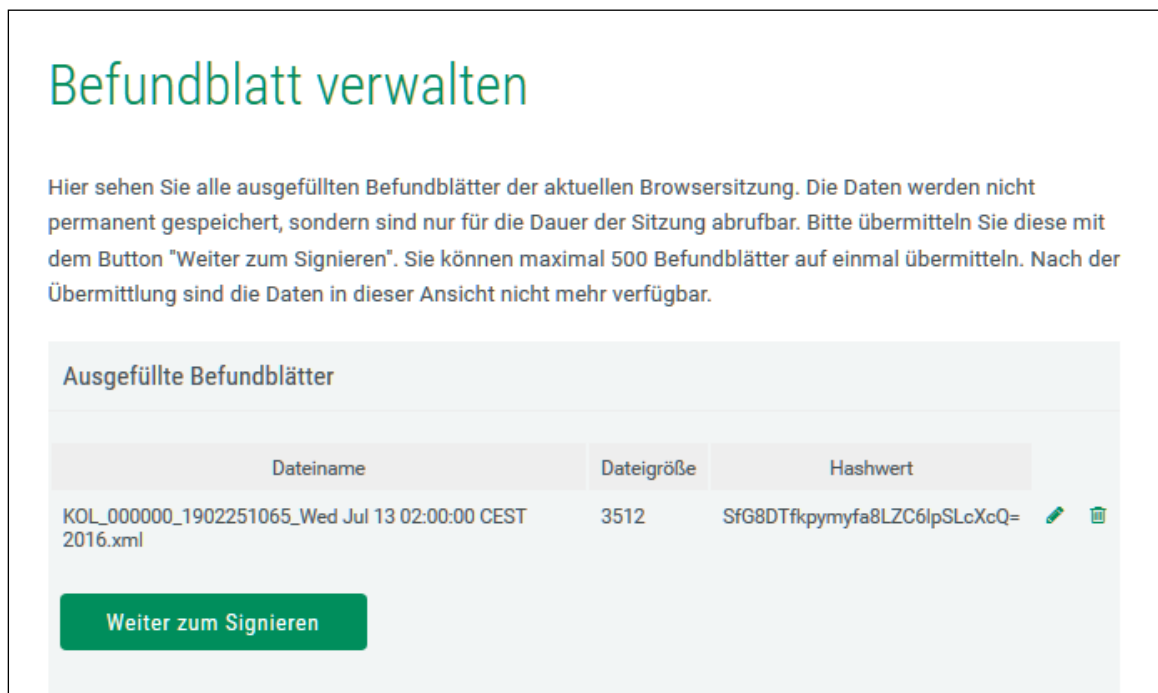 Befundblatt verwalten
Hier sehen Sie alle ausgefüllten Befundblätter der aktuellen Browsersitzung. Die Daten werden nicht
permanent gespeichert, sondern sind nur für die Dauer der Sitzung abrufbar. Bitte übermitteln Sie diese mit
dem Button "Weiter zum Signieren". Sie können maximal 500 Befundblätter auf einmal übermitteln. Nach der
Übermittlung sind die Daten in dieser Ansicht nicht mehr verfügbar.
Ausgefüllte Befundblätter
Dateiname Dateigröße Hashwert
KOL_000000_1902251065_Wed Jul 13 02:00:00 CEST 3512 SfG8DTfkpymyfa8LZC6lpSLcXcQ=
2016.xml
Weiter zum Signieren